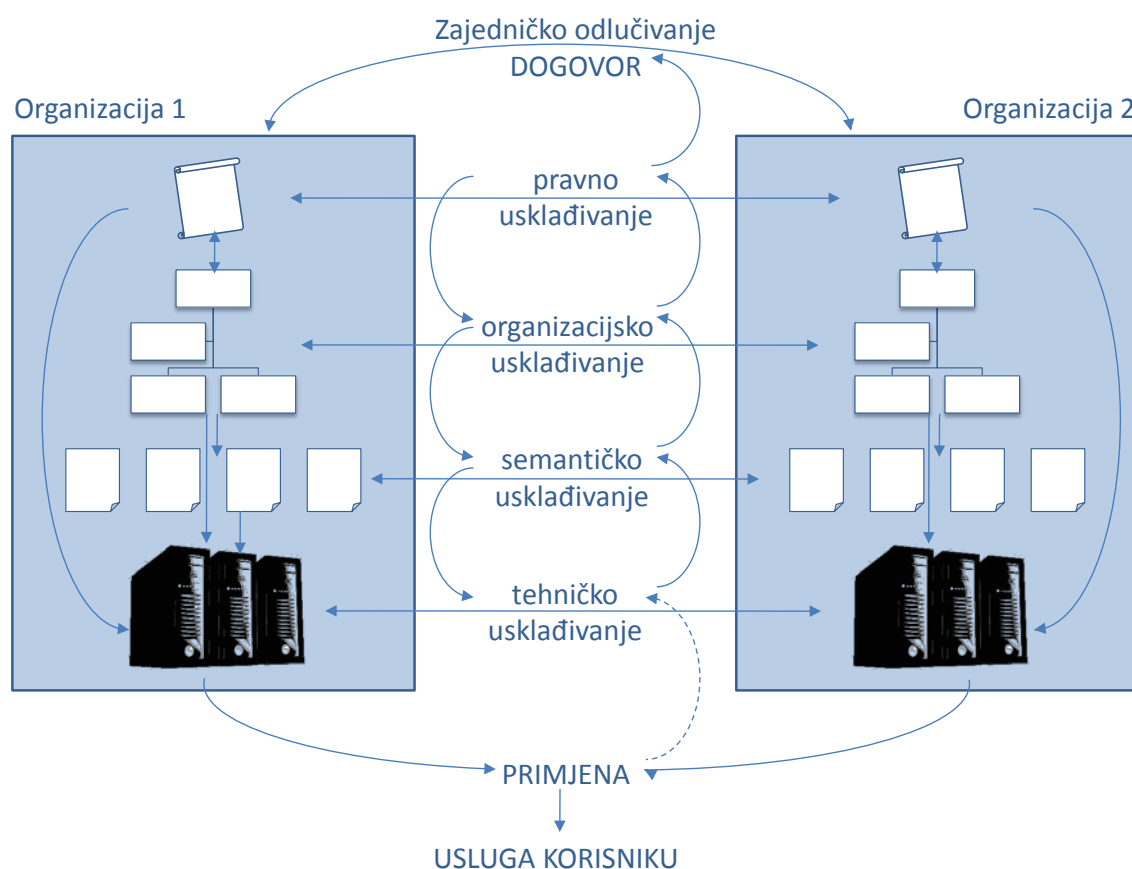 Zajedničko odlučivanje
DOGOVOR
Organizacija 1
Organizacija 2
pravno
usklađivanje
organizacijsko
usklađivanje
semantičko
usklađivanje
tehničko
usklađivanje
PRIMJENA
USLUGA KORISNIKU